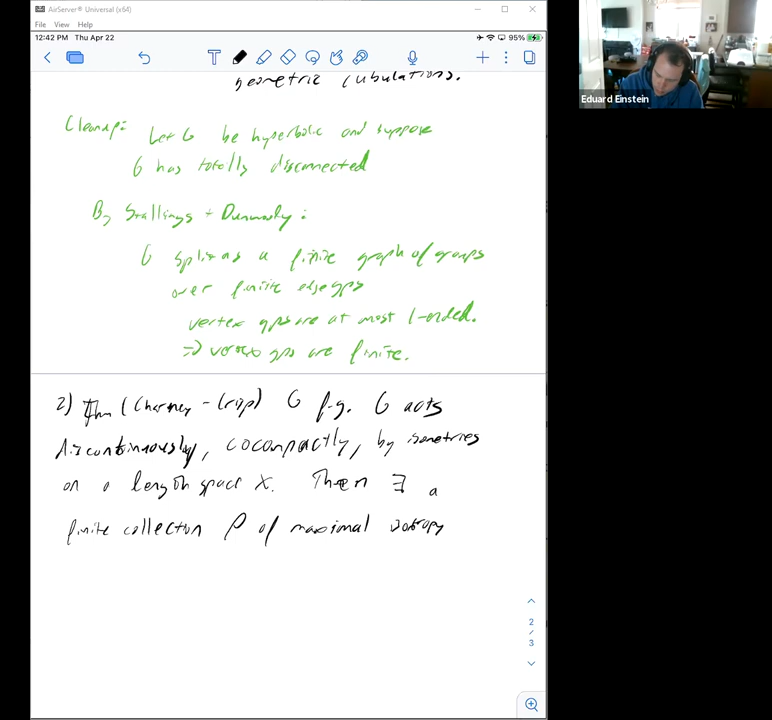 AirServer® Universal (x64)
File View Help
12:42 PM Thu Apr 22
95%
geometric cubulations.
Cleanup: Let G be hyperbolic and suppose
G has totally disconnected
By Stallings + Dunwoody:
G splits as a finite graph of groups
over finite edge gps
vertex gps are at most 1-ended.
=> vertex gps are finite.
2) Thm (Charney - Crisp) G f.g. G acts
discontinuously, cocompactly, by isometries
on a length space X. Then ∃ a
finite collection P of maximal isotropy
2
/
3
Eduard Einstein